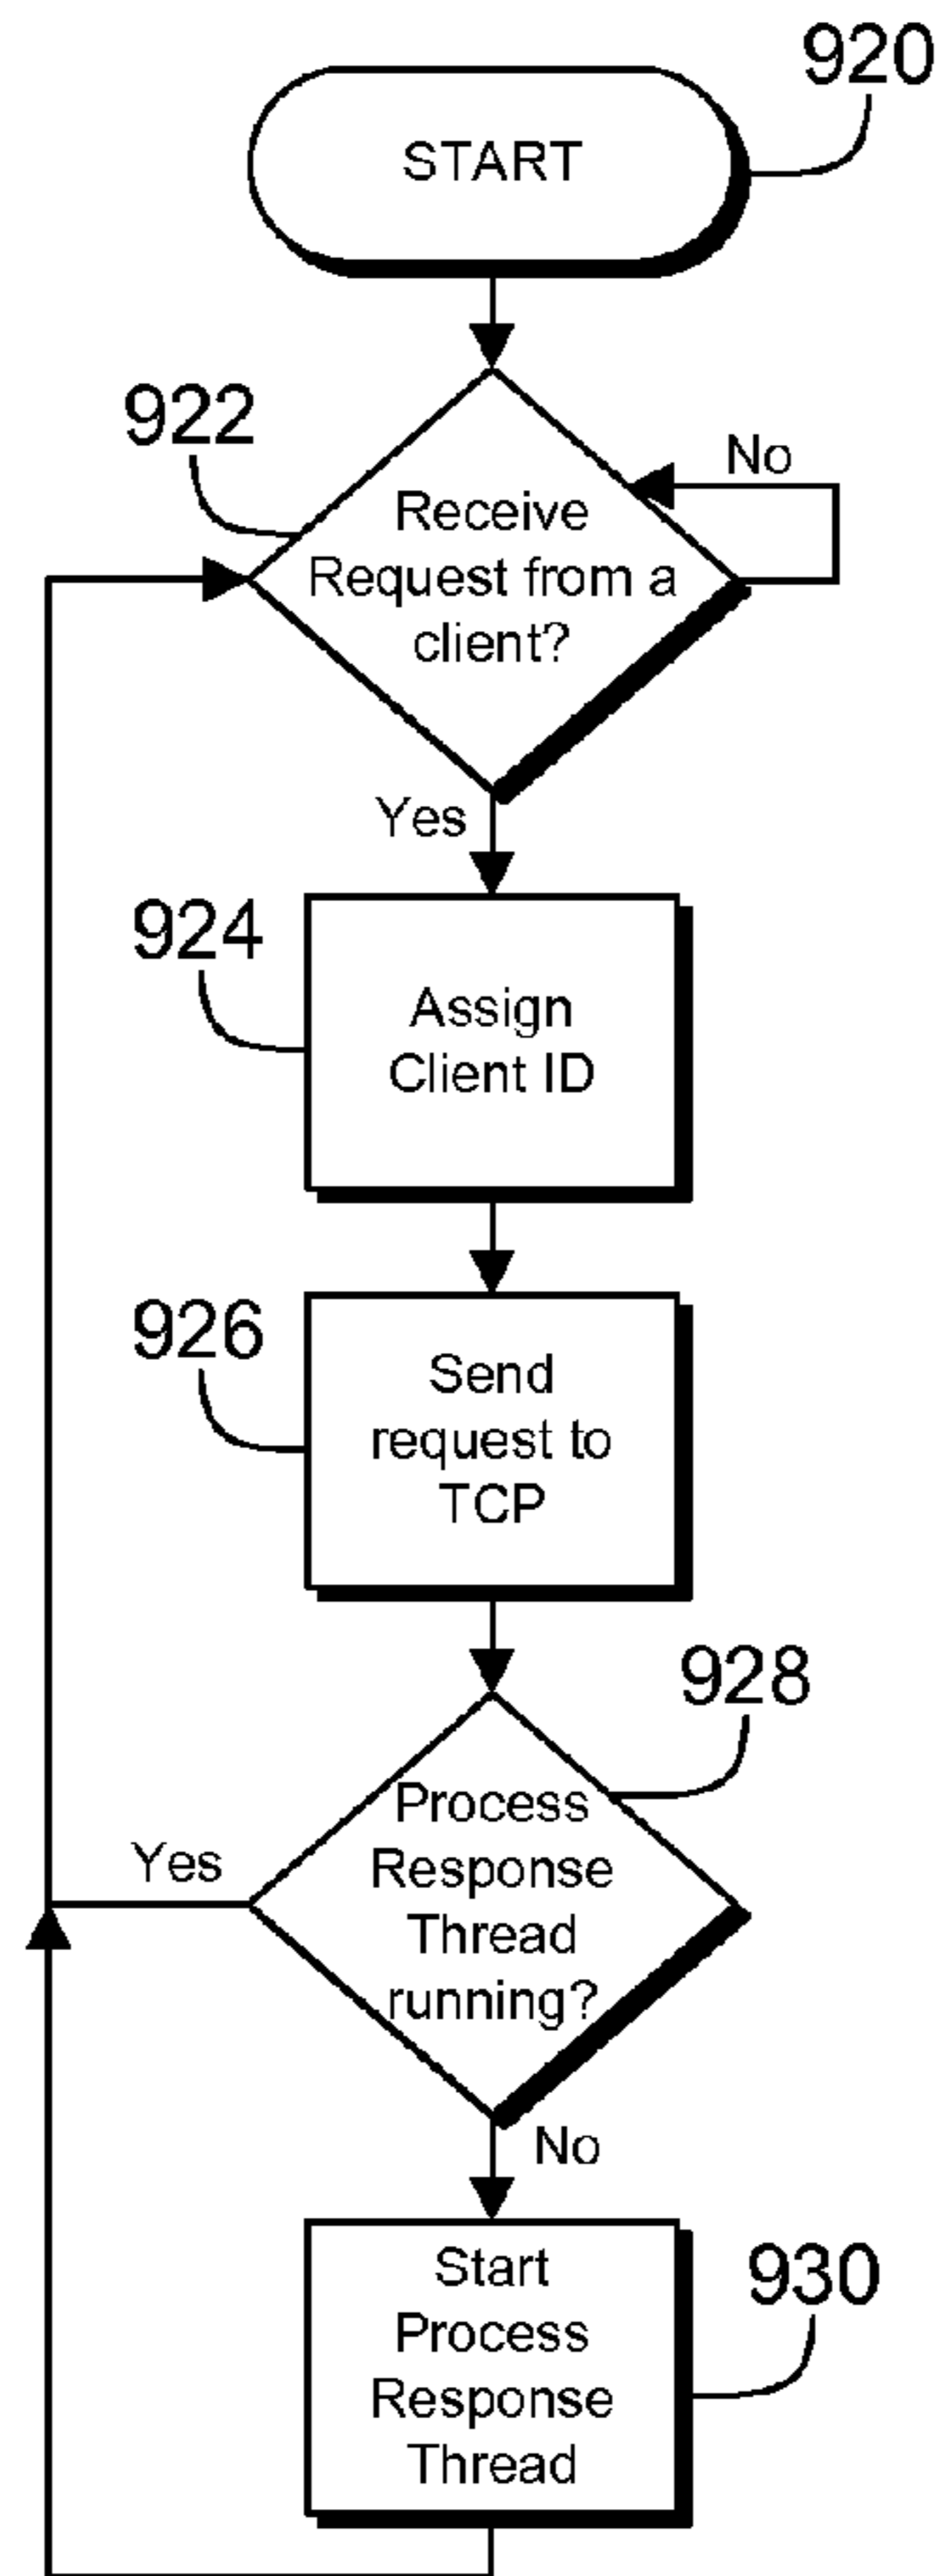 920
START
922
No
Receive
Request from a
client?
Yes
924
Assign
Client ID
926
Send
request to
TCP
928
Process
Response
Thread
running?
Yes
No
Start
Process
Response
Thread
930